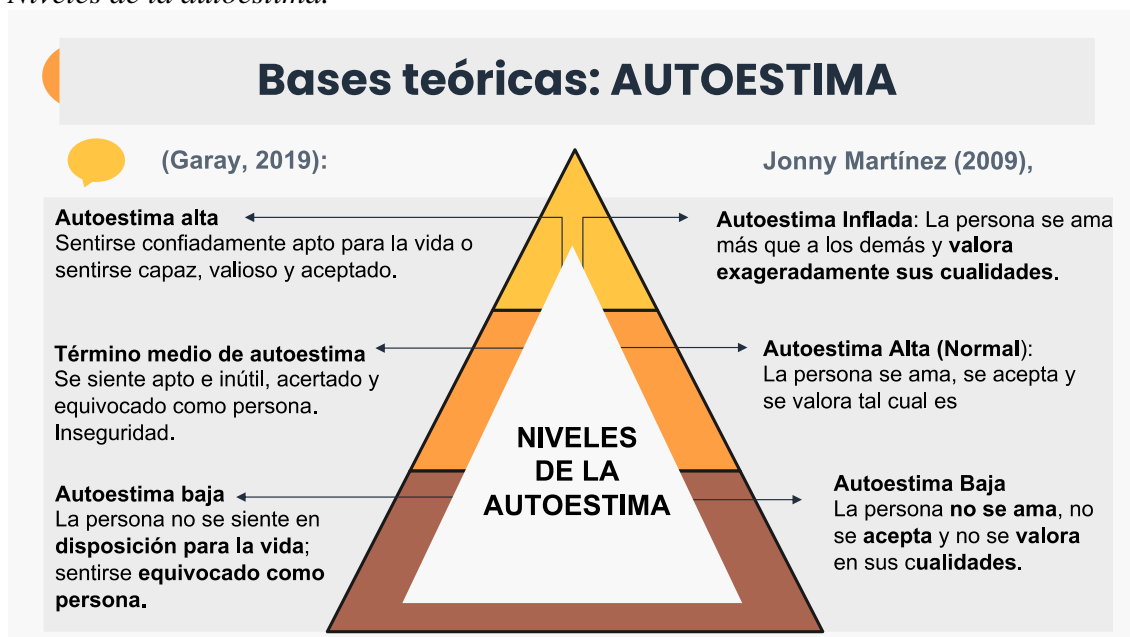 Niveles de la autoestima.
Bases teóricas: AUTOESTIMA
(Garay, 2019):
Autoestima alta
Sentirse confiadamente apto para la vida o
sentirse capaz, valioso y aceptado.
Término medio de autoestima
Se siente apto e inútil, acertado y
equivocado como persona.
Inseguridad.
Autoestima baja
La persona no se siente en
disposición para la vida;
sentirse equivocado como
persona.
NIVELES
DE LA
AUTOESTIMA
Jonny Martínez (2009),
Autoestima Inflada: La persona se ama
más que a los demás y valora
exageradamente sus cualidades.
Autoestima Alta (Normal):
La persona se ama, se acepta y
se valora tal cual es
Autoestima Baja
La persona no se ama, no
se acepta y no se valora
en sus cualidades.